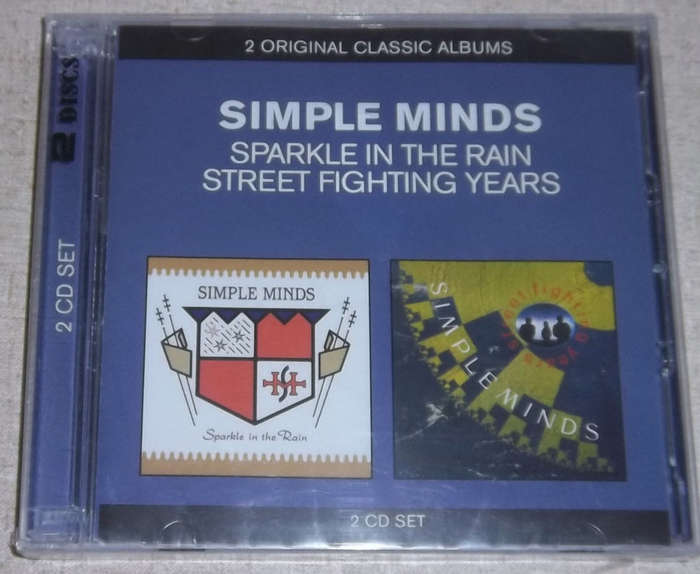 2 ORIGINAL CLASSIC ALBUMS
SIMPLE MINDS
SPARKLE IN THE RAIN
STREET FIGHTING YEARS
SIMPLE MINDS
Sparkle in the Rain
SIMPLE MINDS
2 CD SET
2 DISCS
2 CD SET